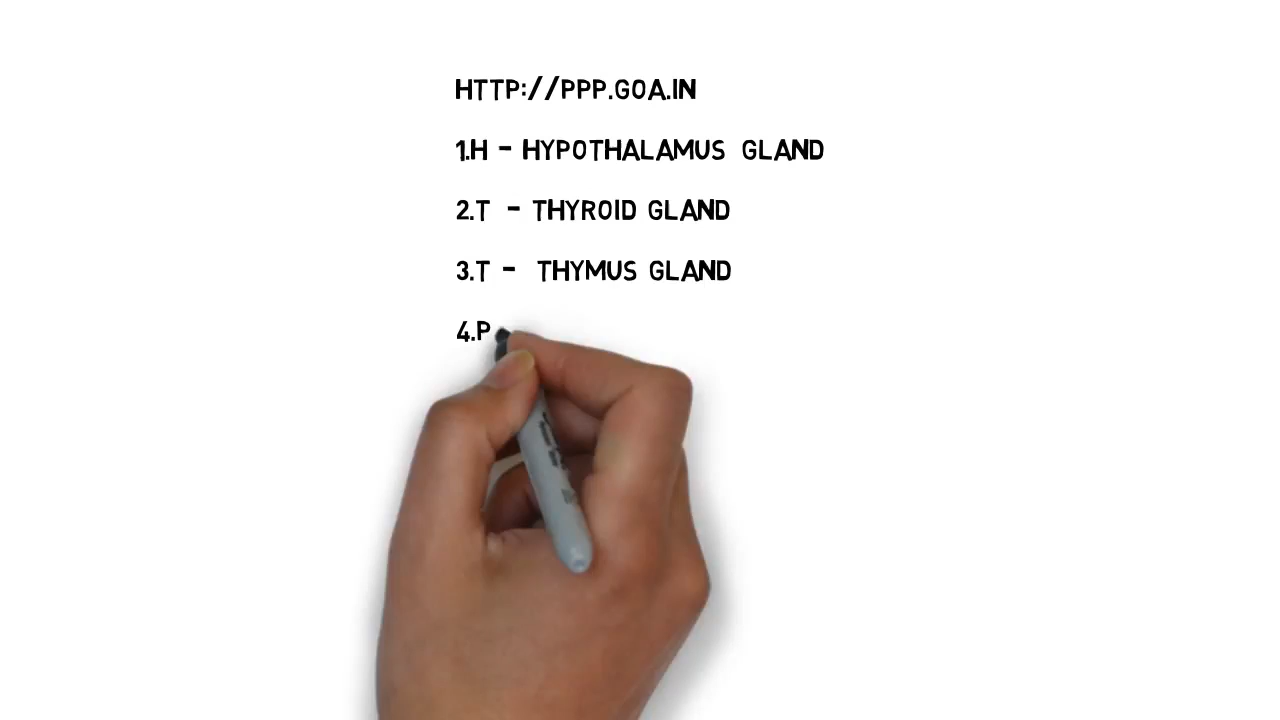 HTTP://PPP.GOA.IN
1.H - HYPOTHALAMUS GLAND
2.T - THYROID GLAND
3.T - THYMUS GLAND
4.P